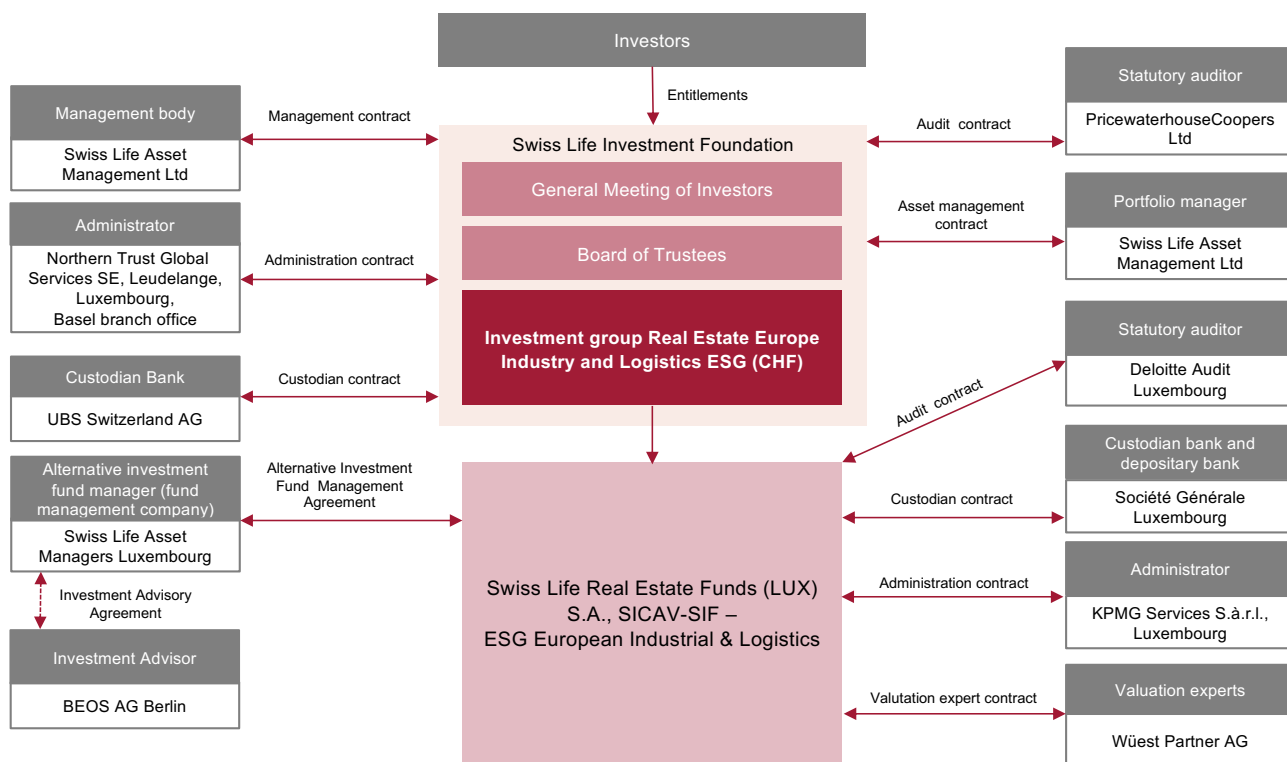 Investors
Entitlements
Management body
Swiss Life Asset
Management Ltd
Management contract
Administrator
Northern Trust Global
Services SE, Leudelange,
Luxembourg,
Basel branch office
Administration contract
Custodian Bank
UBS Switzerland AG
Custodian contract
Swiss Life Investment Foundation
General Meeting of Investors
Board of Trustees
Investment group Real Estate Europe
Industry and Logistics ESG (CHF)
Statutory auditor
PricewaterhouseCoopers
Ltd
Audit contract
Portfolio manager
Swiss Life Asset
Management Ltd
Asset management
contract
Statutory auditor
Deloitte Audit
Luxembourg
Audit contract
Alternative investment
fund manager (fund
management company)
Swiss Life Asset
Managers Luxembourg
Alternative Investment
Fund Management
Agreement
Investment Advisory
Agreement
Investment Advisor
BEOS AG Berlin
Swiss Life Real Estate Funds (LUX)
S.A., SICAV-SIF –
ESG European Industrial & Logistics
Custodian bank and
depositary bank
Société Générale
Luxembourg
Custodian contract
Administrator
KPMG Services S.à.r.l.,
Luxembourg
Administration contract
Valuation experts
Wüest Partner AG
Valutation expert contract